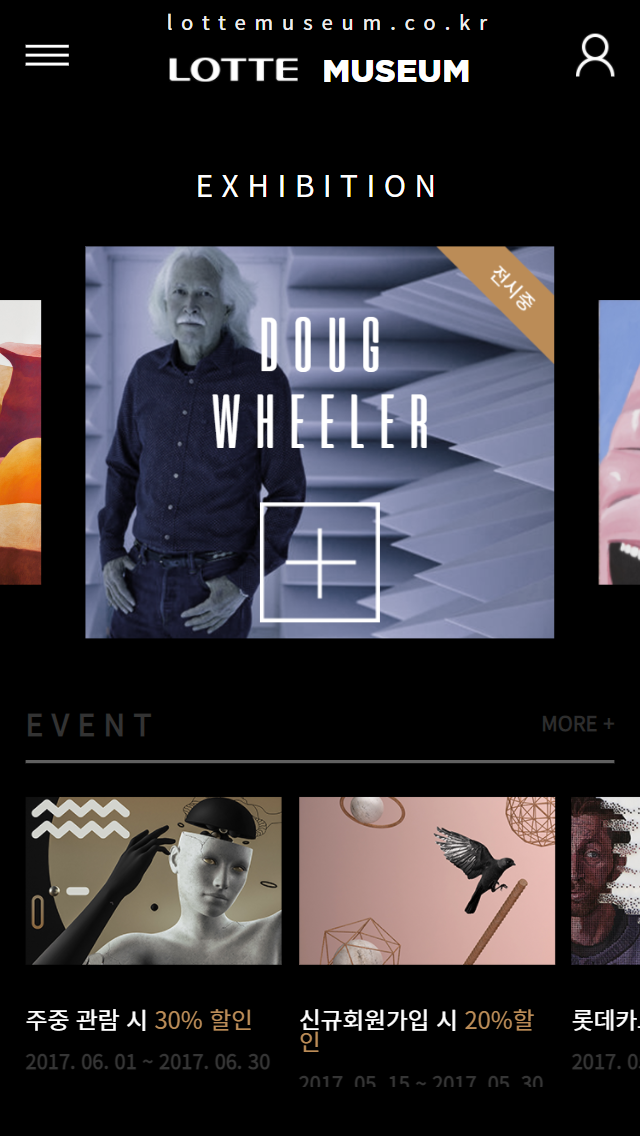 lottemuseum.co.kr
LOTTE MUSEUM
EXHIBITION
전시중
DOUG
WHEELER
EVENT
MORE +
주중 관람 시 30% 할인
2017. 06. 01 ~ 2017. 06. 30
신규회원가입 시 20%할
인
2017. 05. 15 ~ 2017. 05. 30
롯데카
2017. 0